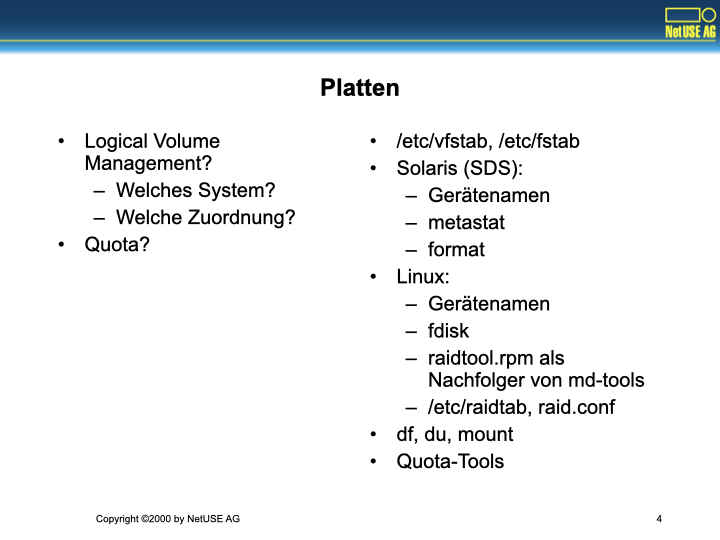 NetUSE AG
Platten
• Logical Volume
Management?
– Welches System?
– Welche Zuordnung?
• Quota?
• /etc/vfstab, /etc/fstab
• Solaris (SDS):
– Gerätenamen
– metastat
– format
• Linux:
– Gerätenamen
– fdisk
– raidtool.rpm als
Nachfolger von md-tools
– /etc/raidtab, raid.conf
• df, du, mount
• Quota-Tools
Copyright ©2000 by NetUSE AG
4